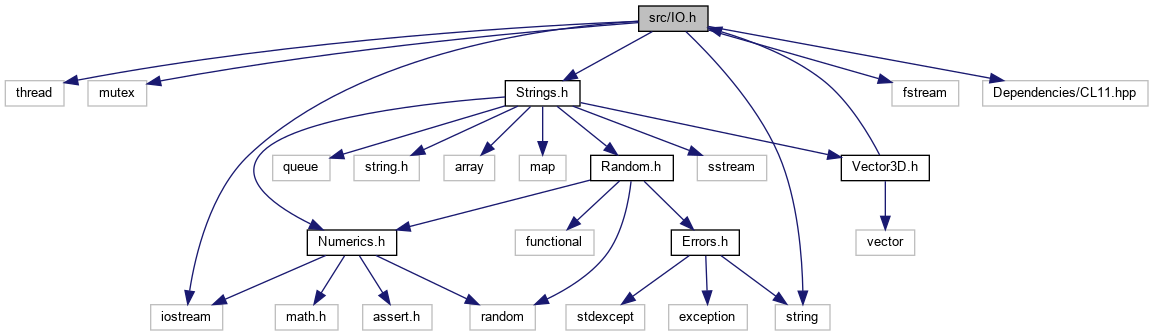 src/IO.h
thread
mutex
Strings.h
fstream
Dependencies/CL11.hpp
queue
string.h
array
map
Random.h
sstream
Vector3D.h
Numerics.h
functional
Errors.h
vector
iostream
math.h
assert.h
random
stdexcept
exception
string